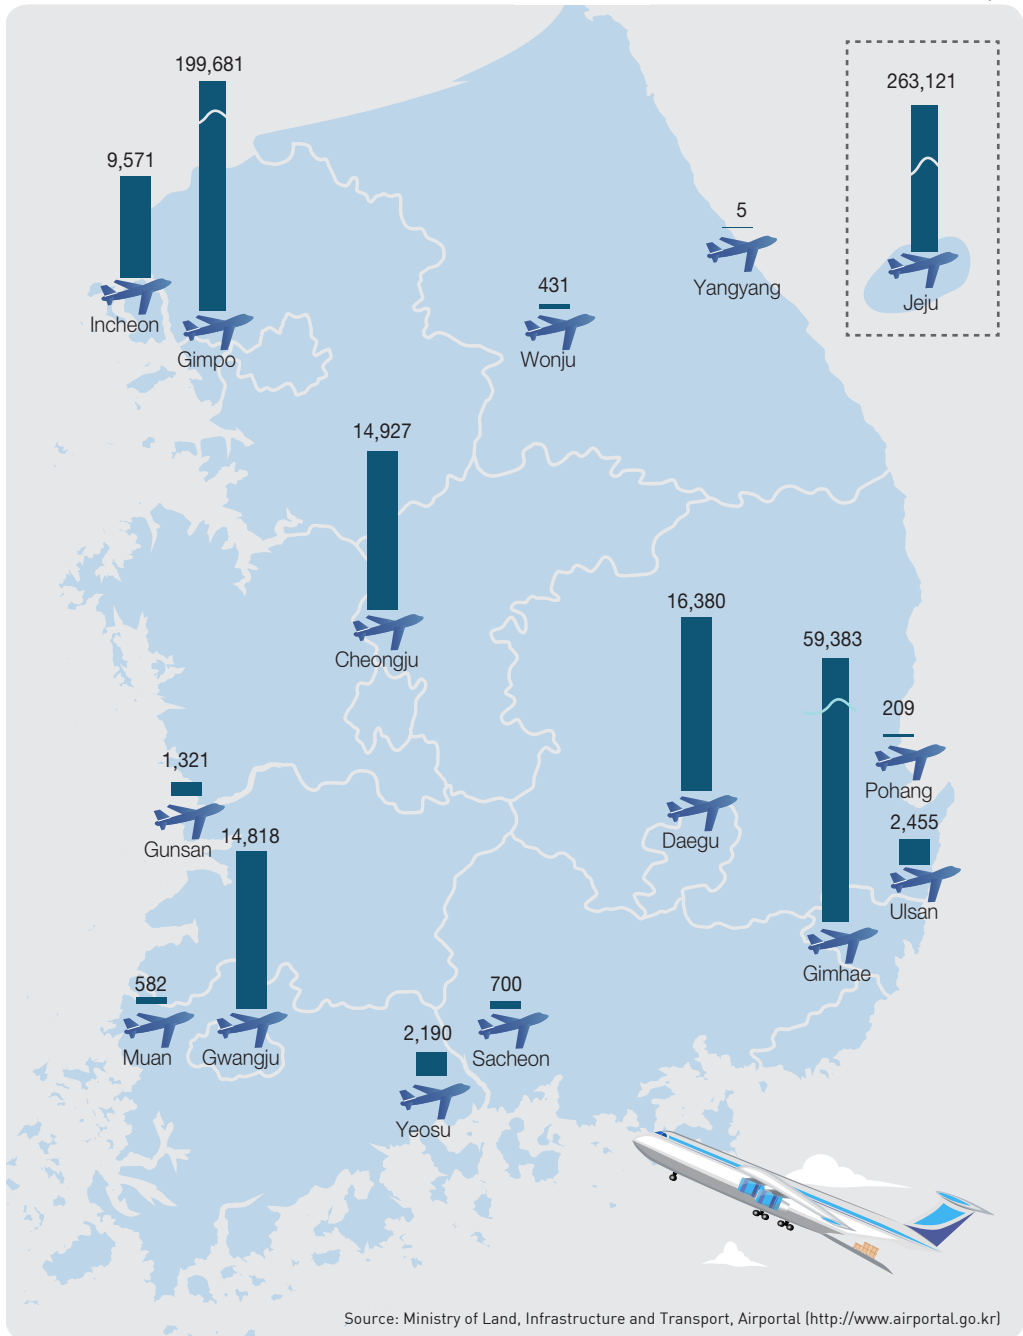 199,681
263,121
9,571
5
Yangyang
431
Jeju
Incheon
Gimpo
Wonju
14,927
16,380
59,383
Cheongju
209
1,321
Pohang
2,455
Gunsan
14,818
Daegu
Ulsan
Gimhae
582
700
2,190
Muan
Gwangju
Sacheon
Yeosu
Source: Ministry of Land, Infrastructure and Transport, Airportal (http://www.airportal.go.kr)